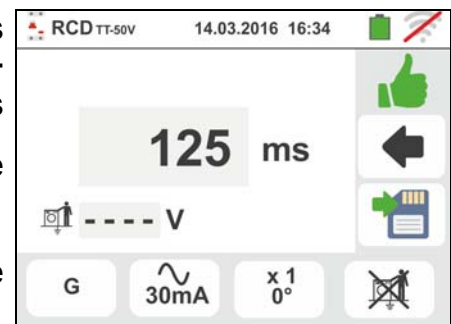 RCD TT-50V 14.03.2016 16:34
125 ms
---- V
G
30mA
x 1
0°
s
s
e
e